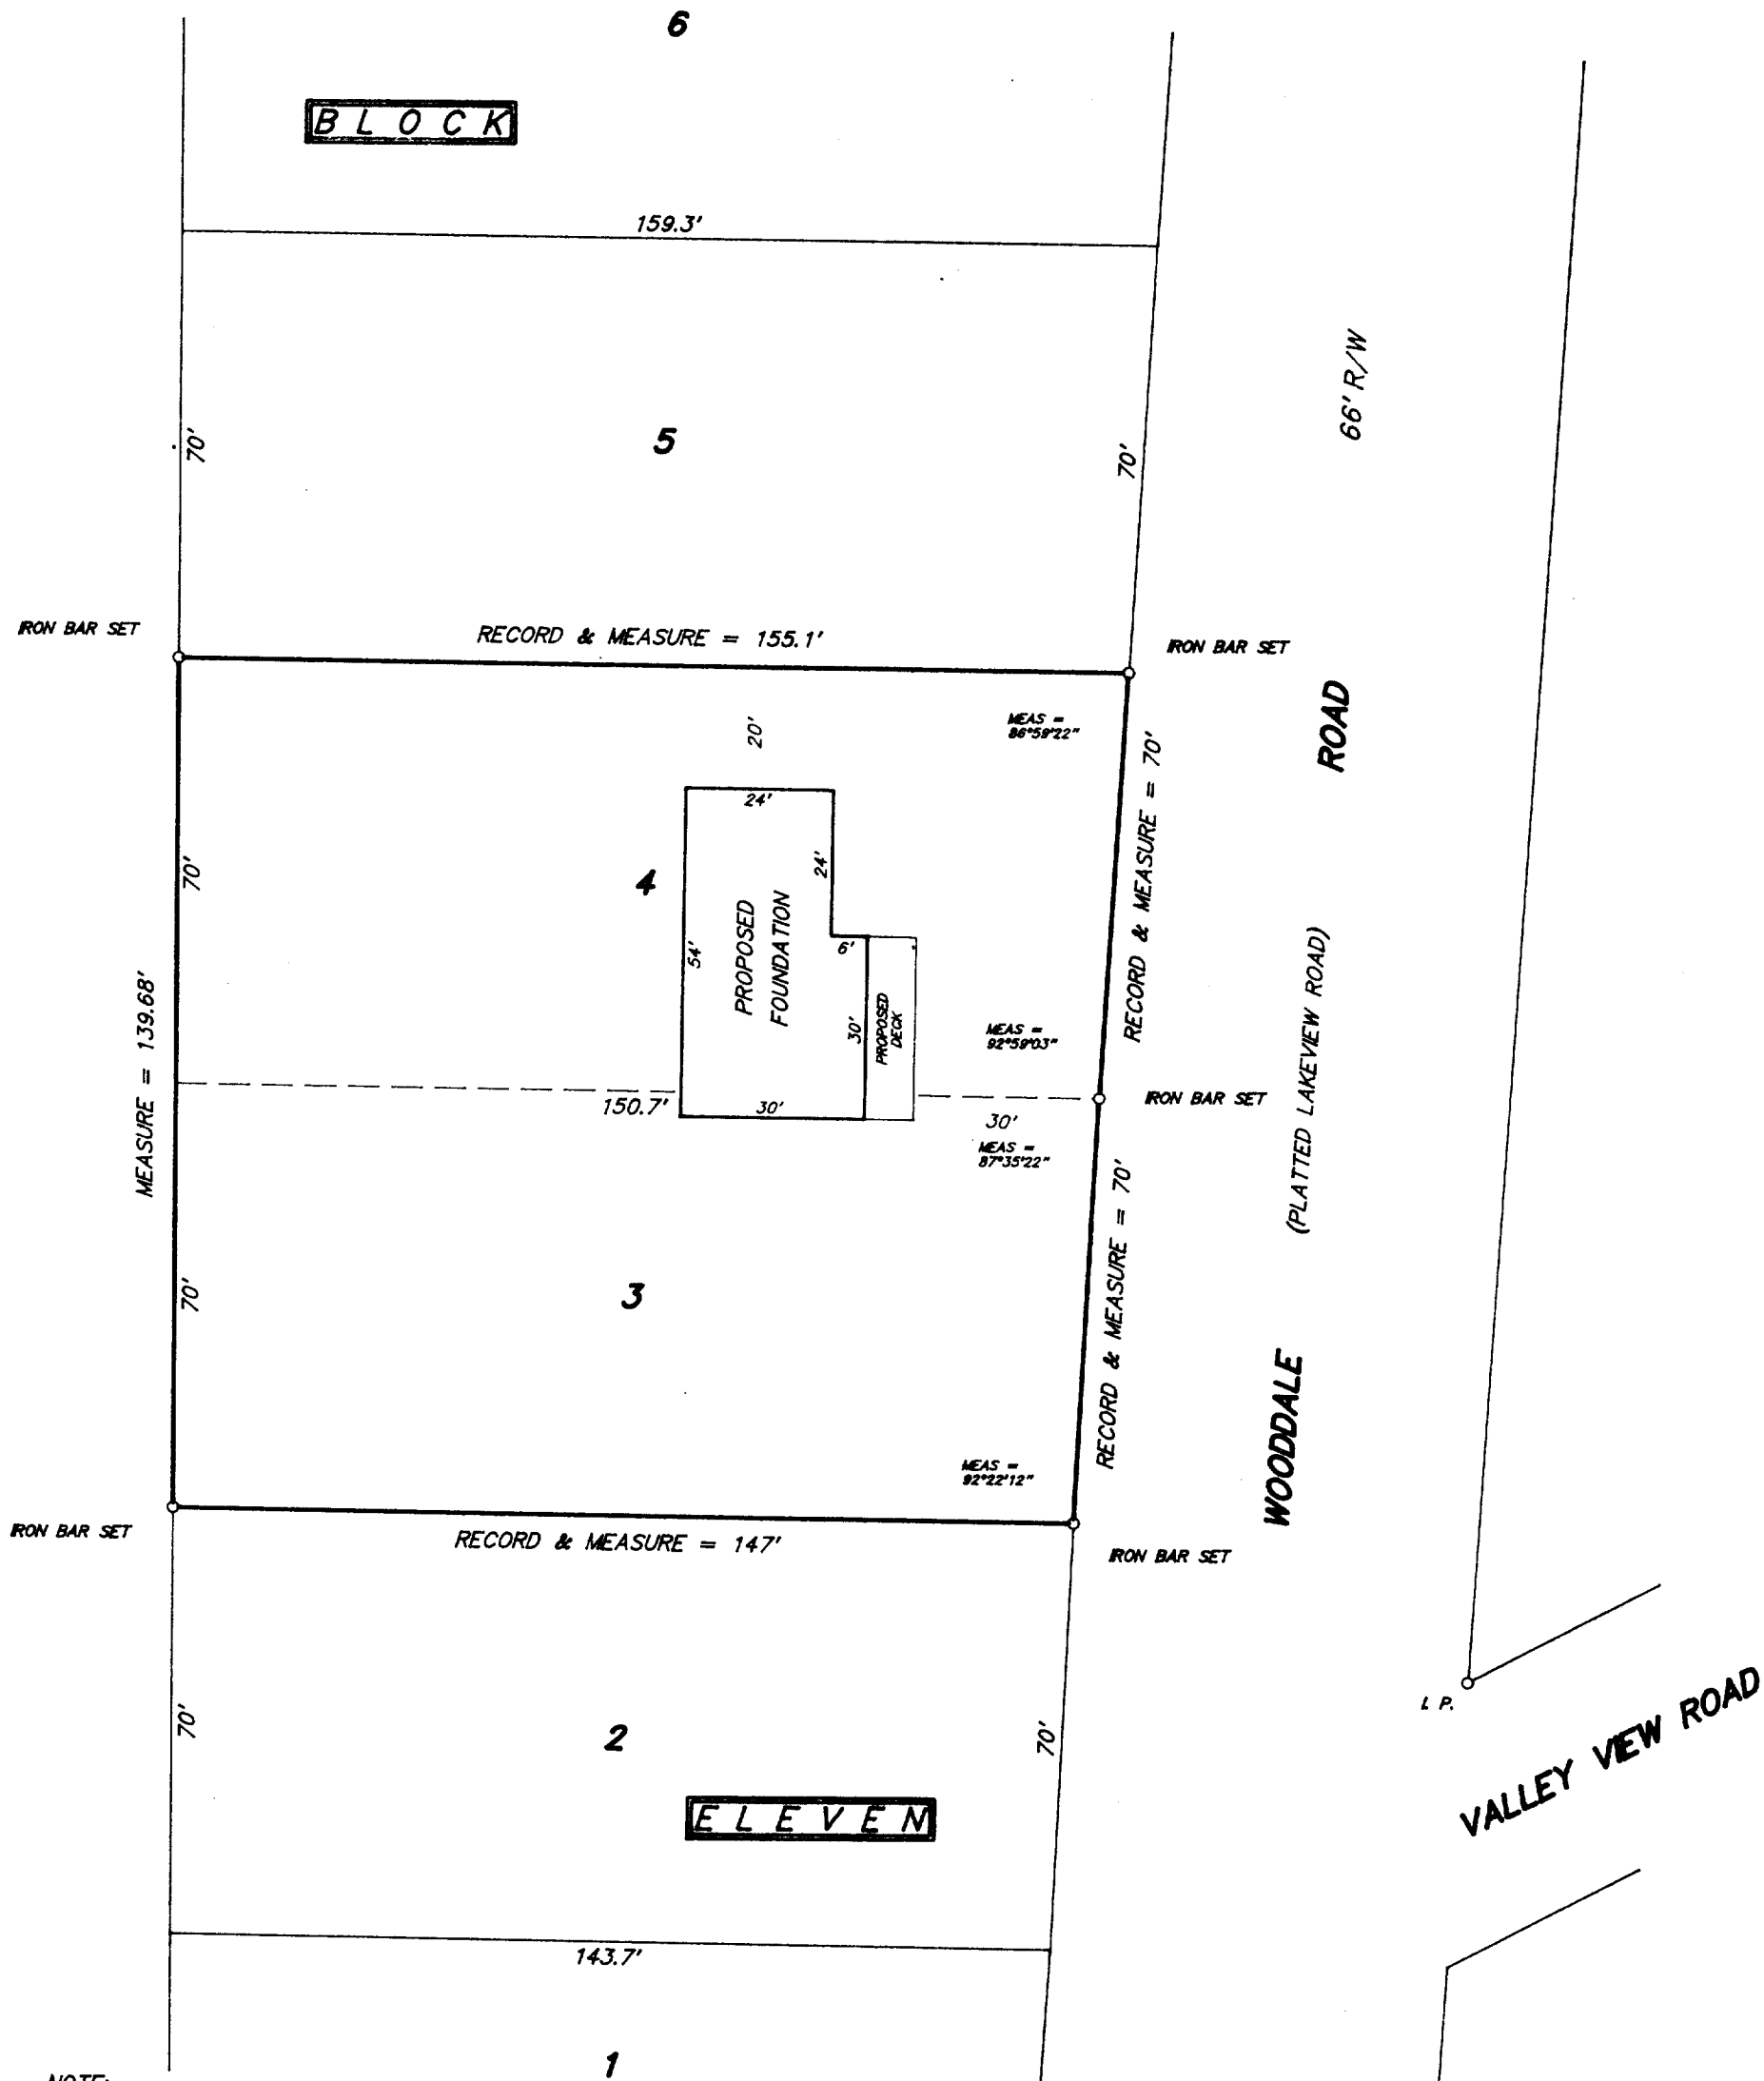 6
BLOCK
159.3'
66' R/W
70'
5
70'
IRON BAR SET
RECORD & MEASURE = 155.1'
IRON BAR SET
ROAD
MEAS =
86°59'22"
20'
RECORD & MEASURE = 70'
24'
24'
70'
4
PROPOSED
FOUNDATION
54'
6'
30'
PROPOSED
DECK
MEAS =
92°59'03"
(PLATTED LAKEVIEW ROAD)
MEASURE = 139.68'
150.7'
30'
30'
IRON BAR SET
MEAS =
87°35'22"
RECORD & MEASURE = 70'
70'
3
WOODDALE
MEAS =
92°22'12"
IRON BAR SET
RECORD & MEASURE = 147'
IRON BAR SET
70'
2
70'
I. P.
VALLEY VIEW ROAD
ELEVEN
143.7'
1
NOTE: